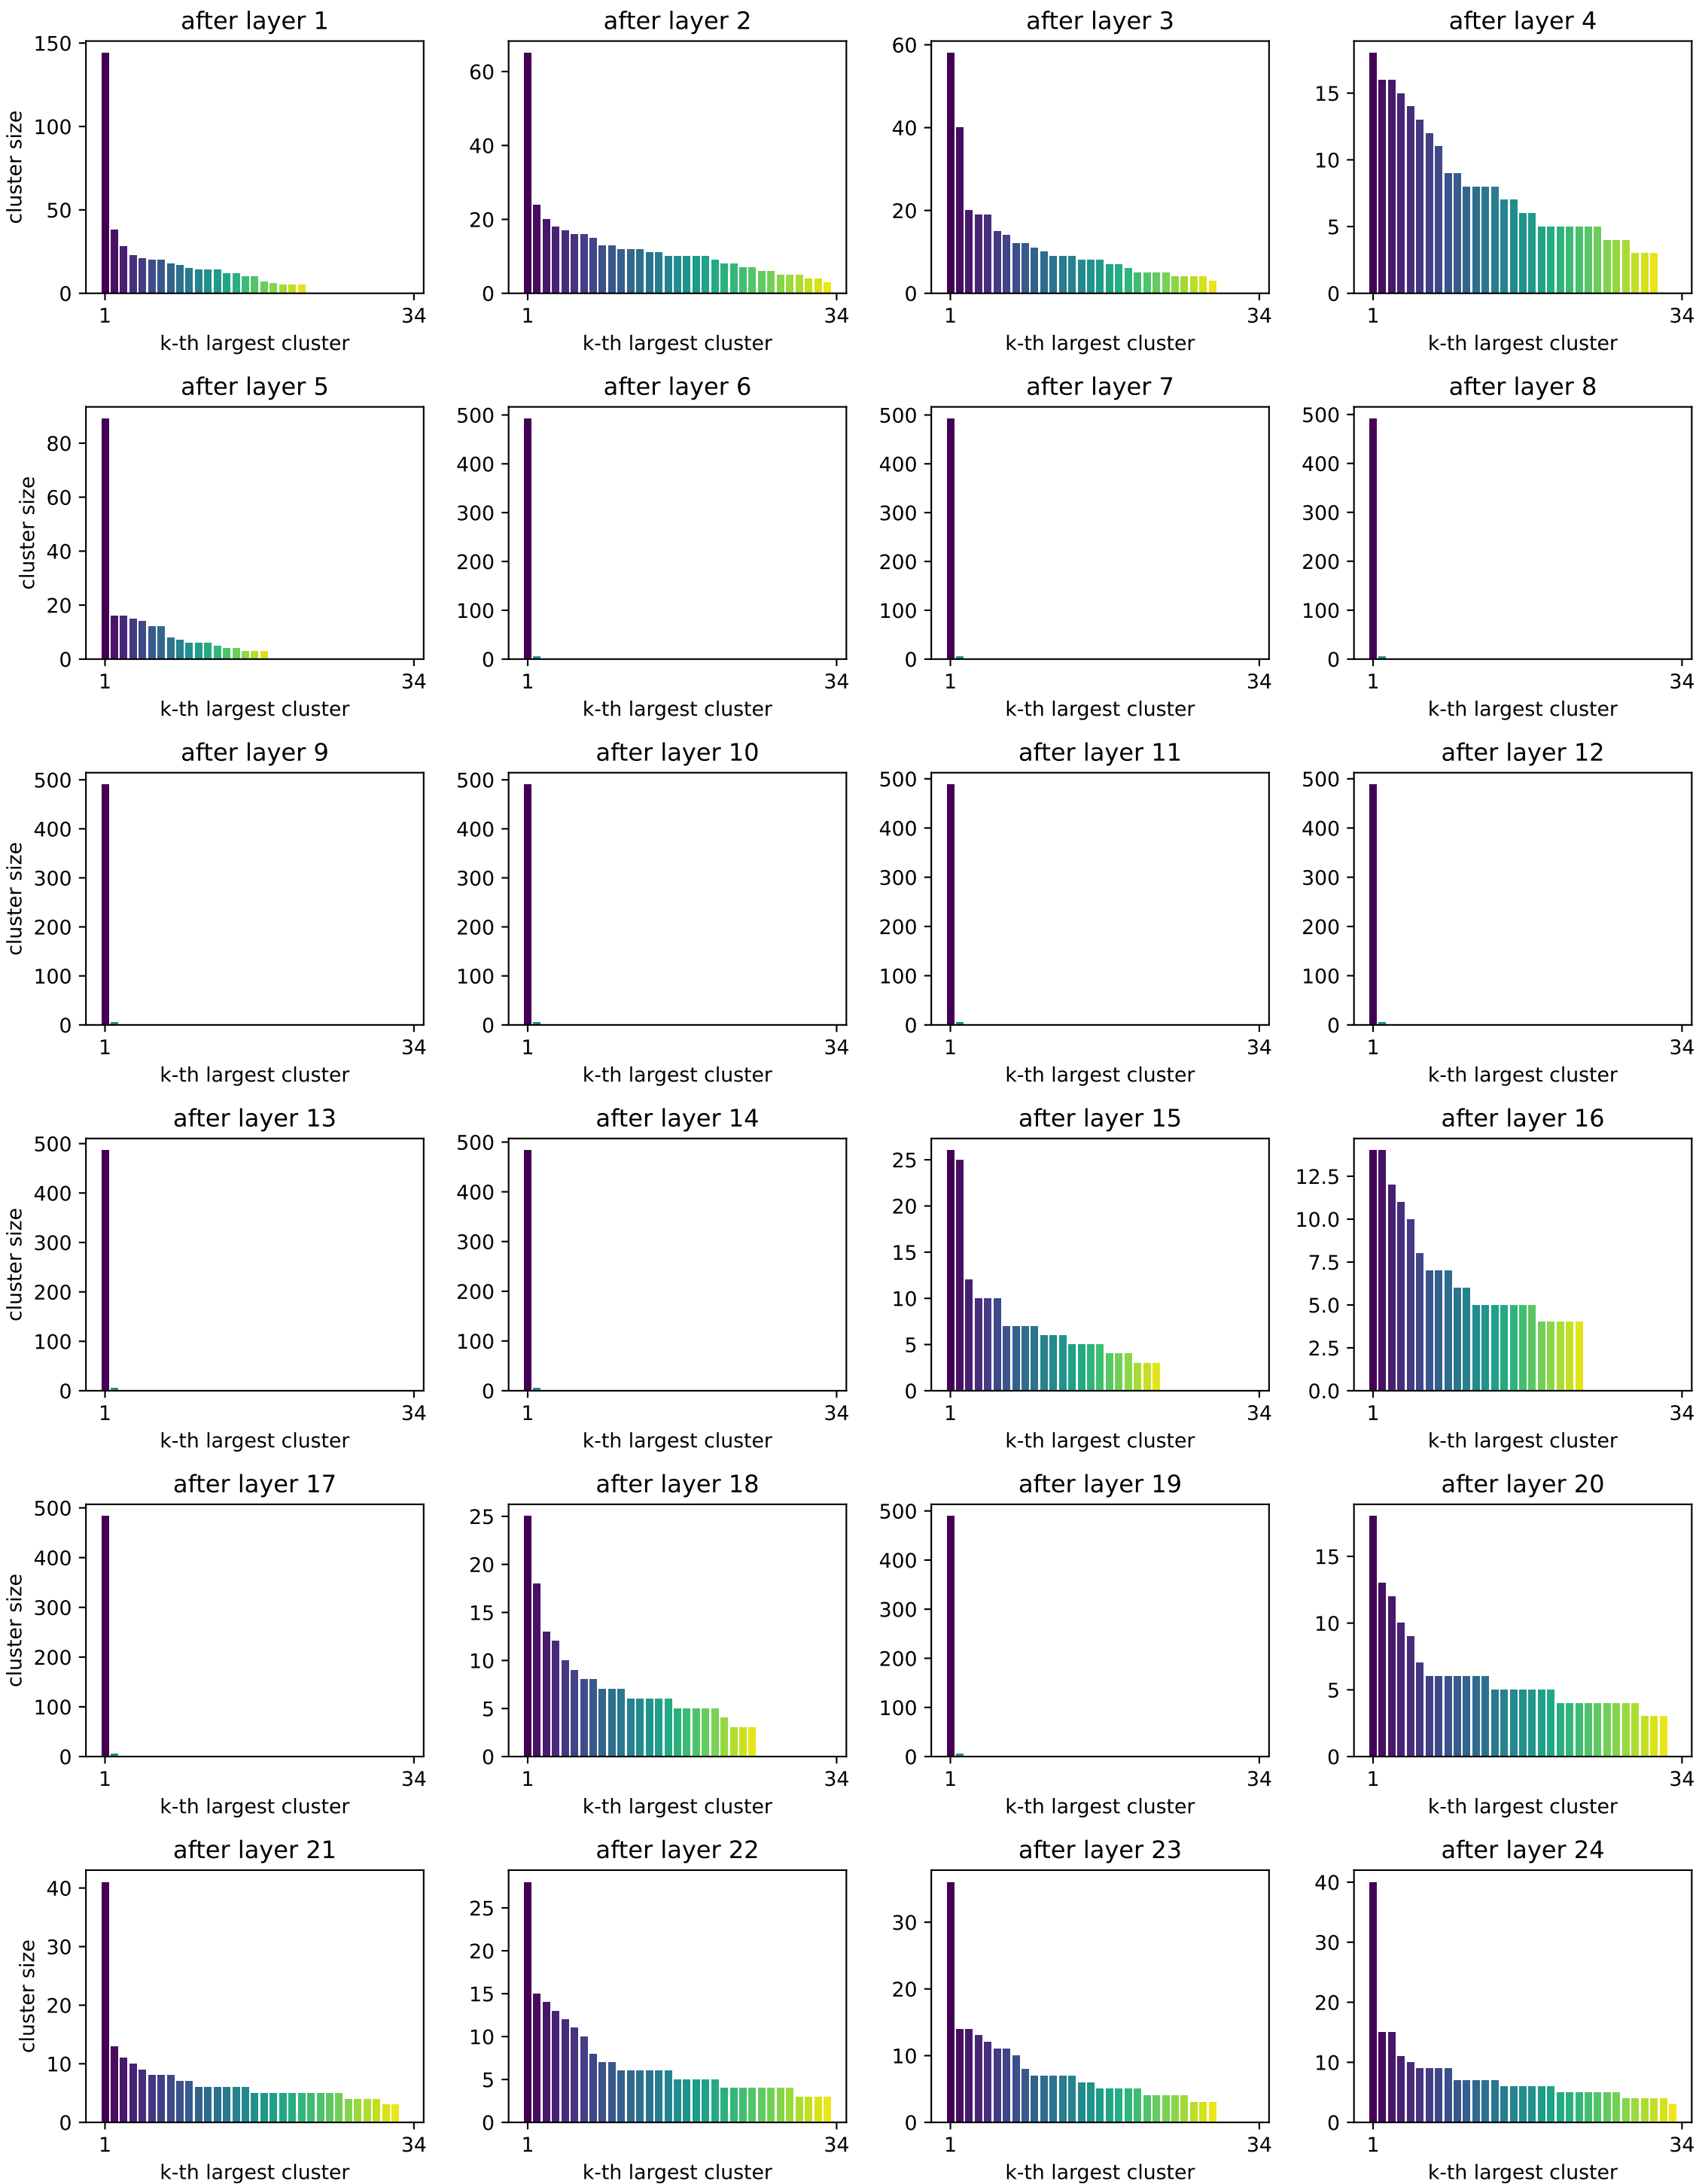 after layer 1
after layer 2
after layer 3
after layer 4
cluster size
150
100
50
0
60
40
20
0
60
40
20
0
15
10
5
0
1 34
1 34
1 34
1 34
k-th largest cluster
k-th largest cluster
k-th largest cluster
k-th largest cluster
after layer 5
after layer 6
after layer 7
after layer 8
cluster size
80
60
40
20
0
500
400
300
200
100
0
500
400
300
200
100
0
500
400
300
200
100
0
1 34
1 34
1 34
1 34
k-th largest cluster
k-th largest cluster
k-th largest cluster
k-th largest cluster
after layer 9
after layer 10
after layer 11
after layer 12
cluster size
500
400
300
200
100
0
500
400
300
200
100
0
500
400
300
200
100
0
500
400
300
200
100
0
1 34
1 34
1 34
1 34
k-th largest cluster
k-th largest cluster
k-th largest cluster
k-th largest cluster
after layer 13
after layer 14
after layer 15
after layer 16
cluster size
500
400
300
200
100
0
500
400
300
200
100
0
25
20
15
10
5
0
12.5
10.0
7.5
5.0
2.5
0.0
1 34
1 34
1 34
1 34
k-th largest cluster
k-th largest cluster
k-th largest cluster
k-th largest cluster
after layer 17
after layer 18
after layer 19
after layer 20
cluster size
500
400
300
200
100
0
25
20
15
10
5
0
500
400
300
200
100
0
15
10
5
0
1 34
1 34
1 34
1 34
k-th largest cluster
k-th largest cluster
k-th largest cluster
k-th largest cluster
after layer 21
after layer 22
after layer 23
after layer 24
cluster size
40
30
20
10
0
25
20
15
10
5
0
30
20
10
0
40
30
20
10
0
1 34
1 34
1 34
1 34
k-th largest cluster
k-th largest cluster
k-th largest cluster
k-th largest cluster